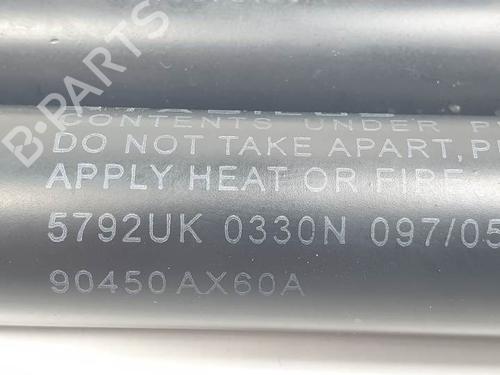 CONTENTS UNDER
DO NOT TAKE APART,
APPLY HEAT OR FIRE
5792UK 0330N 097/05
90450AX60A
B-PARTS